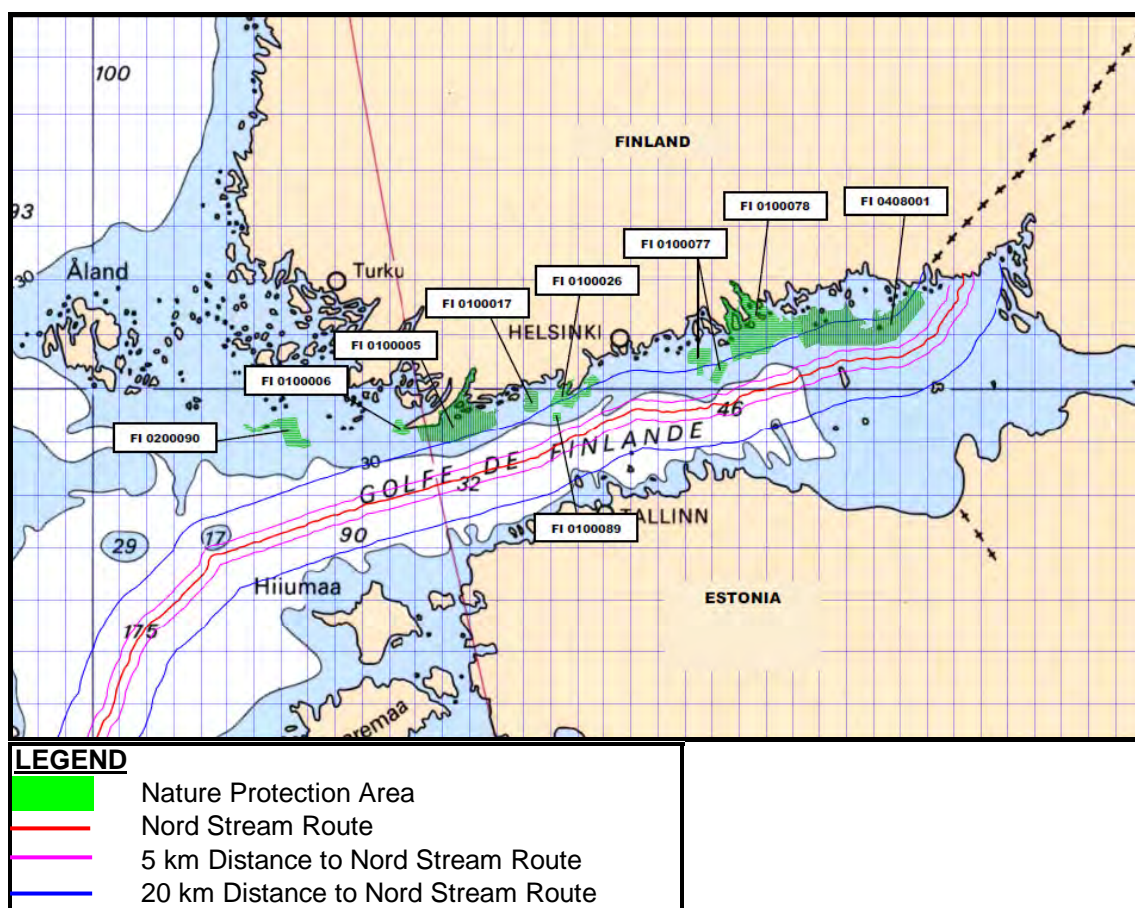 100
FINLAND
FI 0100078
FI 0408001
93
FI 0100077
30
Åland
Turku
FI 0100026
FI 0100017
HELSINKI
FI 0100005
FI 0100006
46
FI 0200090
30
GOLFE DE FINLANDE
32
TALLINN
FI 0100089
17
90
29
Hiiumaa
ESTONIA
175
remaa
LEGEND
Nature Protection Area
Nord Stream Route
5 km Distance to Nord Stream Route
20 km Distance to Nord Stream Route